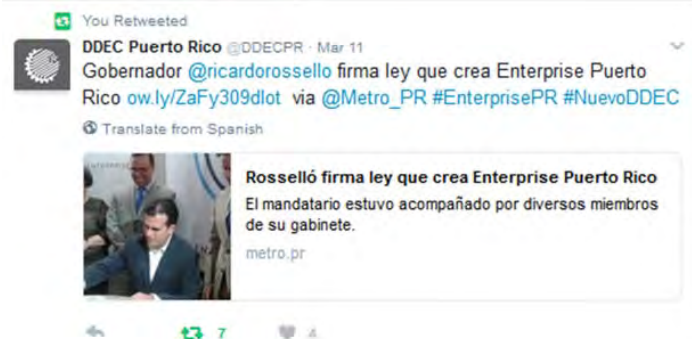 You Retweeted
DDEC Puerto Rico @DDECPR · Mar 11
Gobernador @ricardorossello firma ley que crea Enterprise Puerto
Rico ow.ly/ZaFy309dlot via @Metro_PR #EnterprisePR #NuevoDDEC
Translate from Spanish
Rosselló firma ley que crea Enterprise Puerto Rico
El mandatario estuvo acompañado por diversos miembros
de su gabinete.
metro.pr
7 4